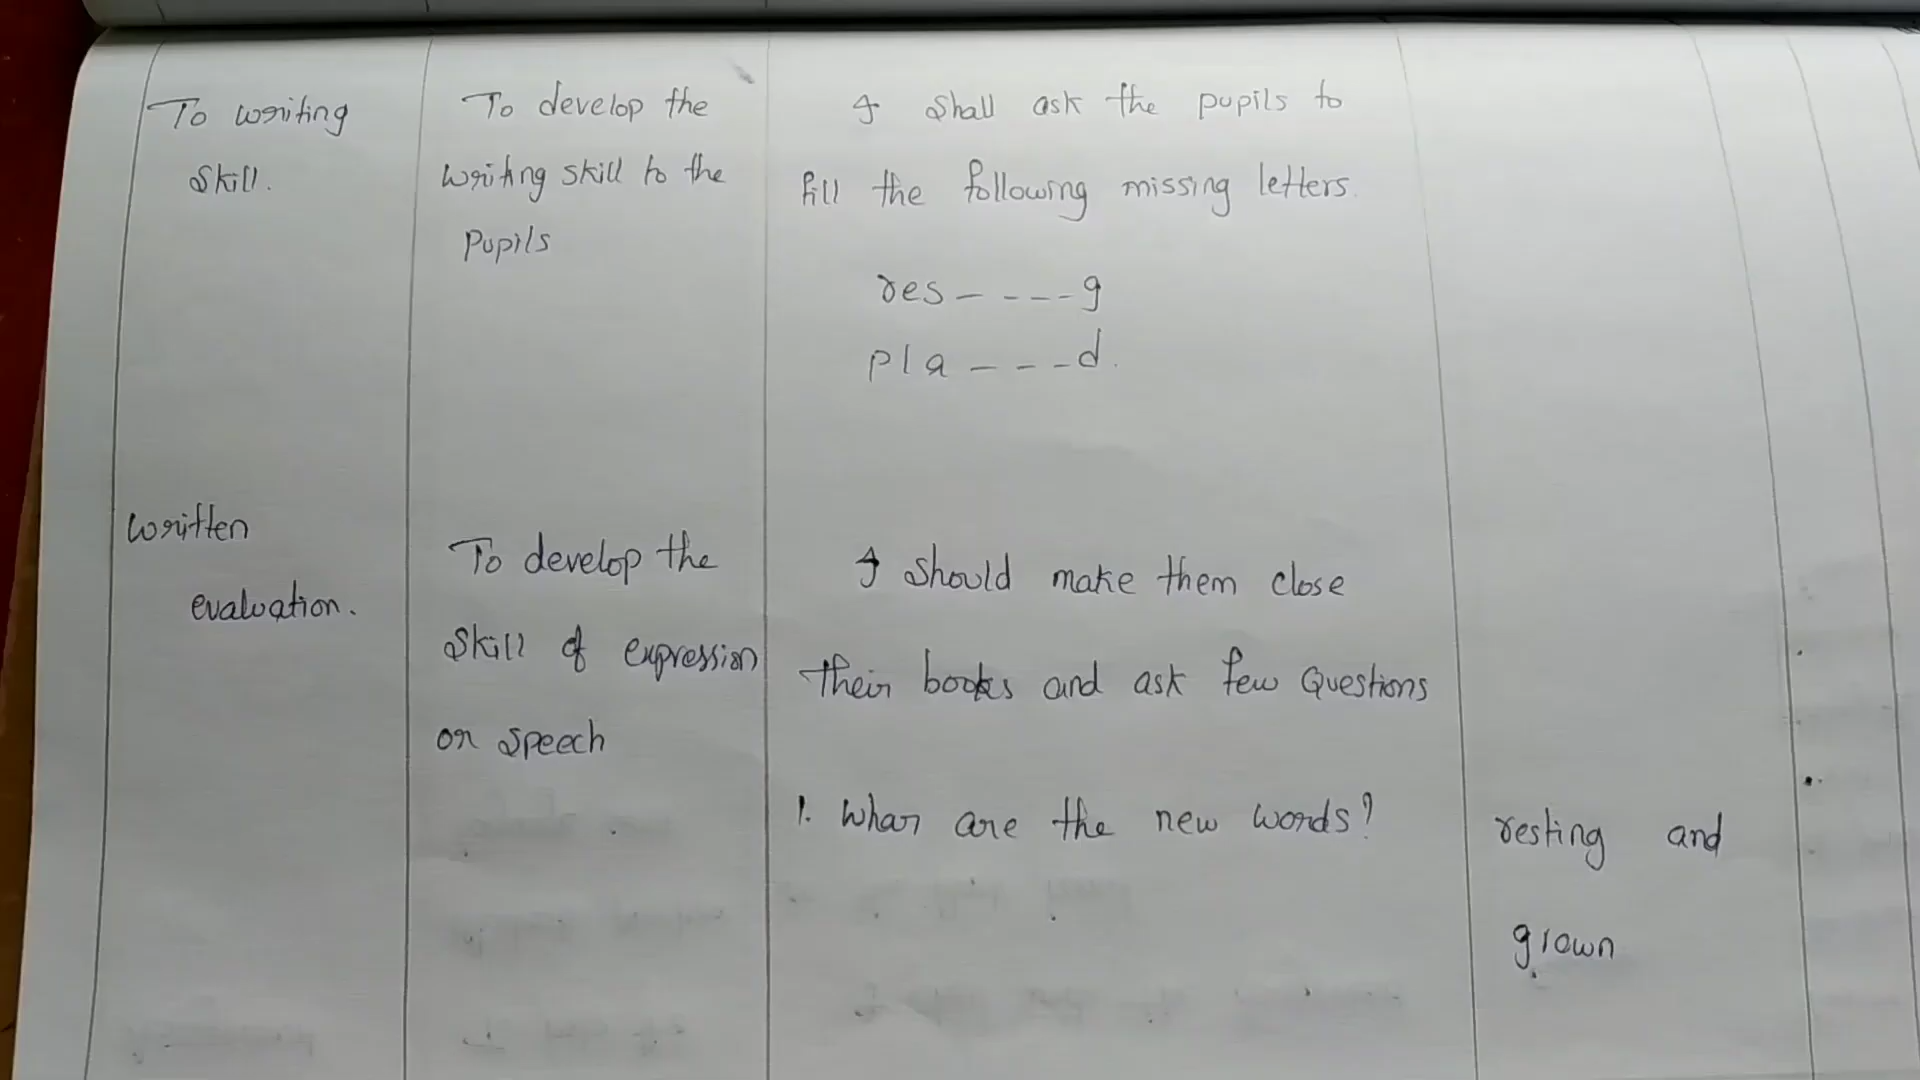 To writing
Skill.
To develop the
writing skill to the
Pupils
I shall ask the pupils to
fill the following missing letters.
res - - - - g
pla - - - d.
Written
evaluation.
To develop the
skill of expression
or speech
I should make them close
their books and ask few Questions
1. What are the new words?
resting and
grown